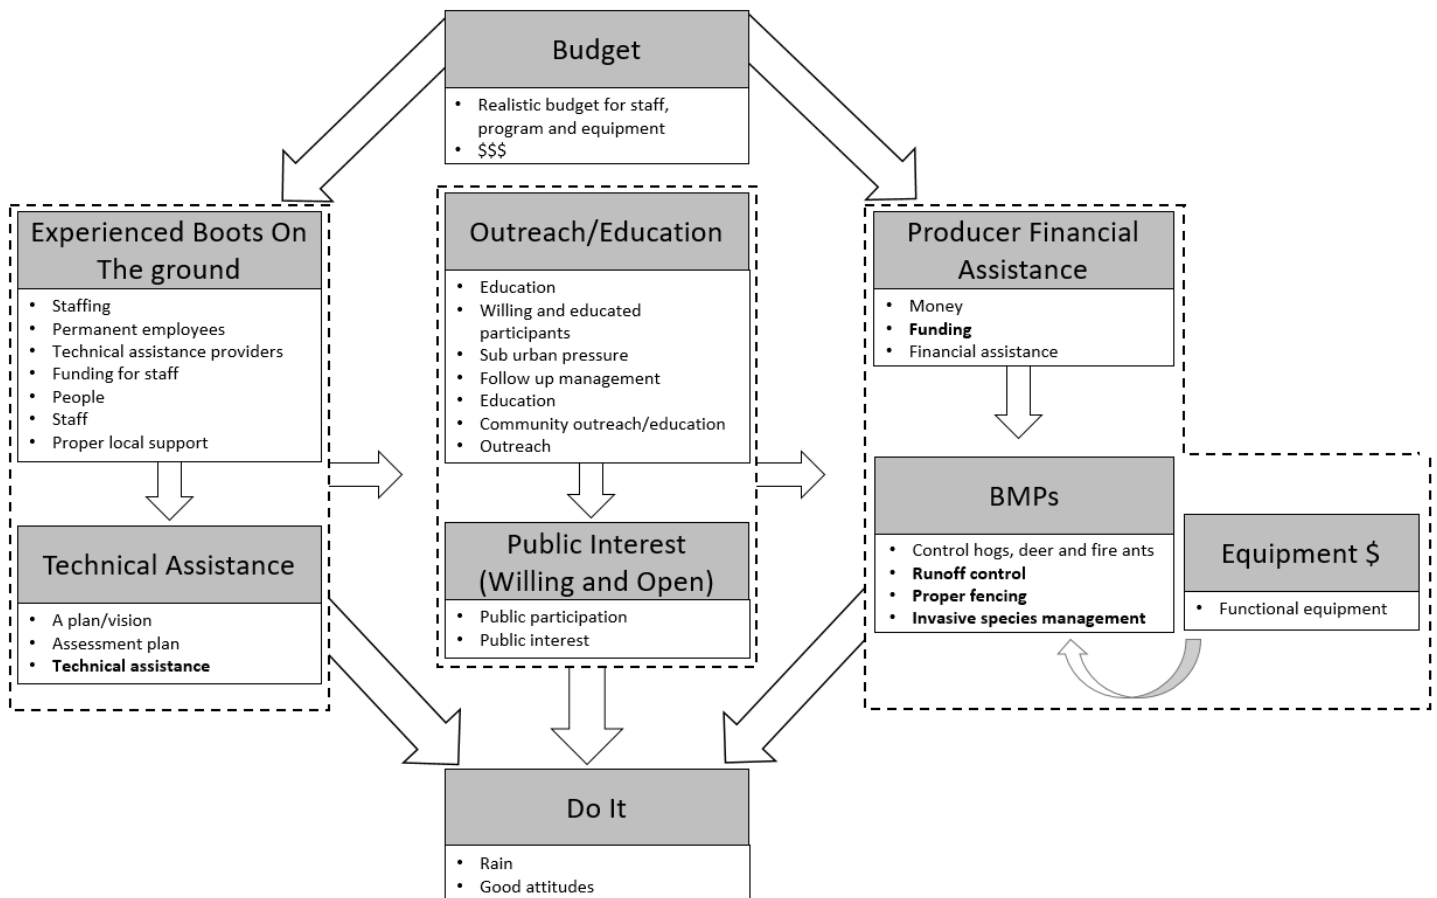 Budget
• Realistic budget for staff,
program and equipment
• $$$
Experienced Boots On
The ground
• Staffing
• Permanent employees
• Technical assistance providers
• Funding for staff
• People
• Staff
• Proper local support
Technical Assistance
• A plan/vision
• Assessment plan
• Technical assistance
Outreach/Education
• Education
• Willing and educated
participants
• Sub urban pressure
• Follow up management
• Education
• Community outreach/education
• Outreach
Public Interest
(Willing and Open)
• Public participation
• Public interest
Producer Financial
Assistance
• Money
• Funding
• Financial assistance
BMPs
• Control hogs, deer and fire ants
• Runoff control
• Proper fencing
• Invasive species management
Equipment $
• Functional equipment
Do It
• Rain
• Good attitudes